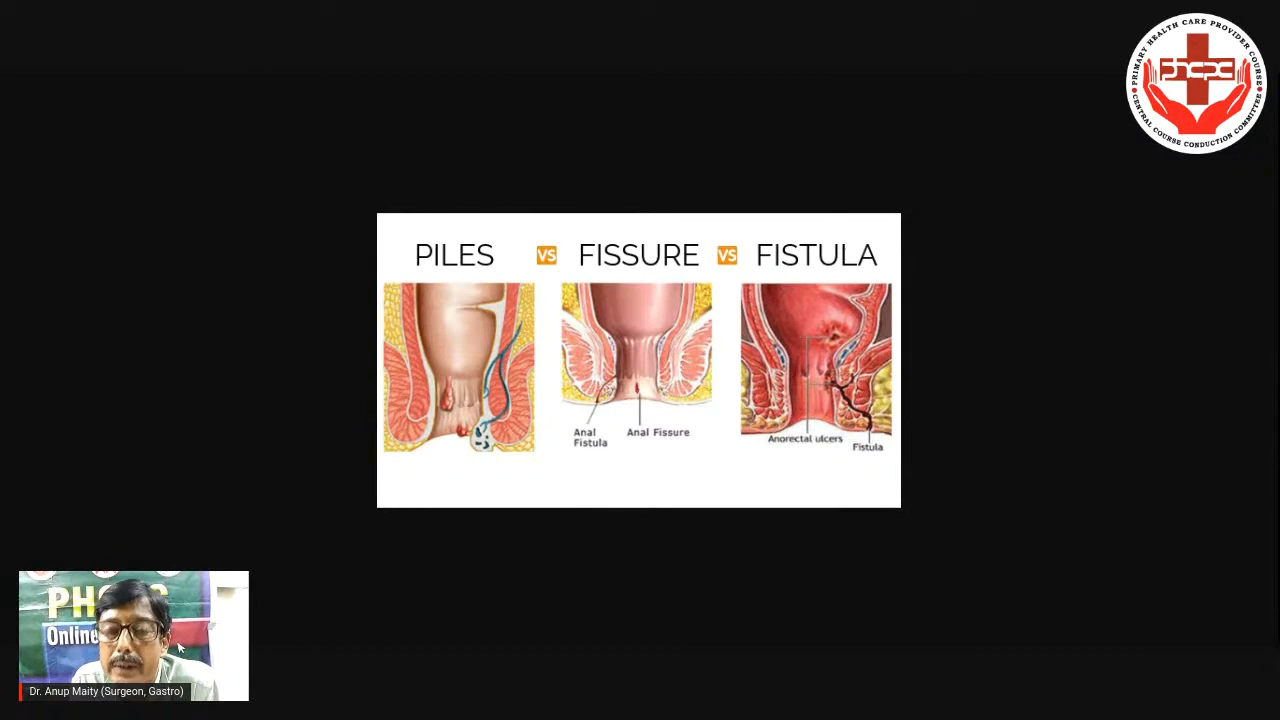 PRIMARY HEALTH CARE PROVIDER COURSE
phcpc
CENTRAL COURSE CONDUCTION COMMITTEE
PILES VS FISSURE VS FISTULA
Anal
Fistula
Anal Fissure
Anorectal ulcers
Fistula
PH
Online
Dr. Anup Maity (Surgeon, Gastro)